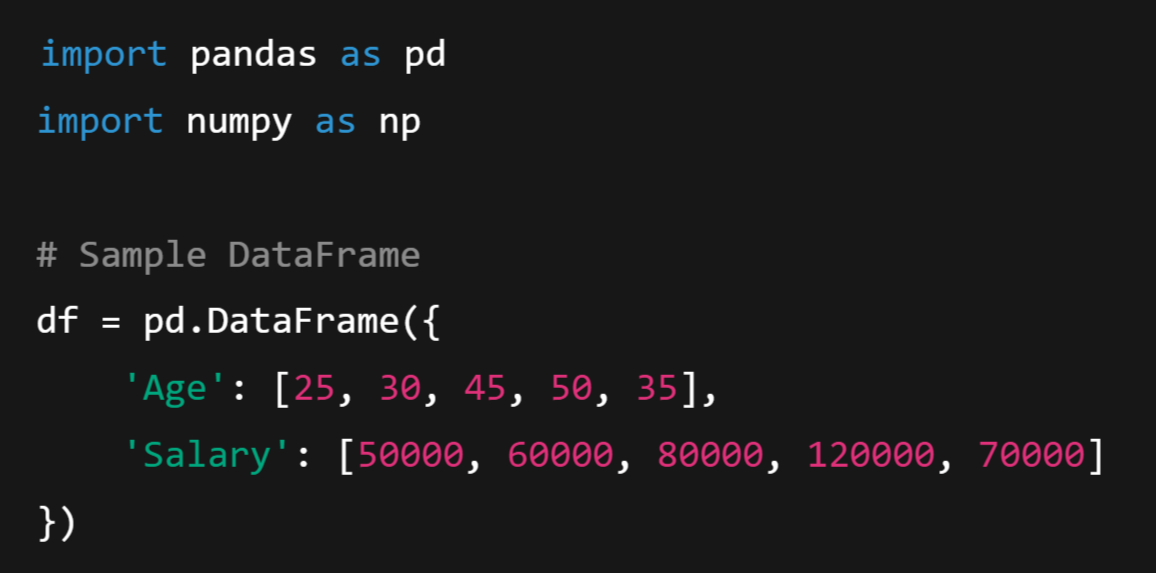 import pandas as pd
import numpy as np
# Sample DataFrame
df = pd.DataFrame({
    'Age': [25, 30, 45, 50, 35],
    'Salary': [50000, 60000, 80000, 120000, 70000]
})